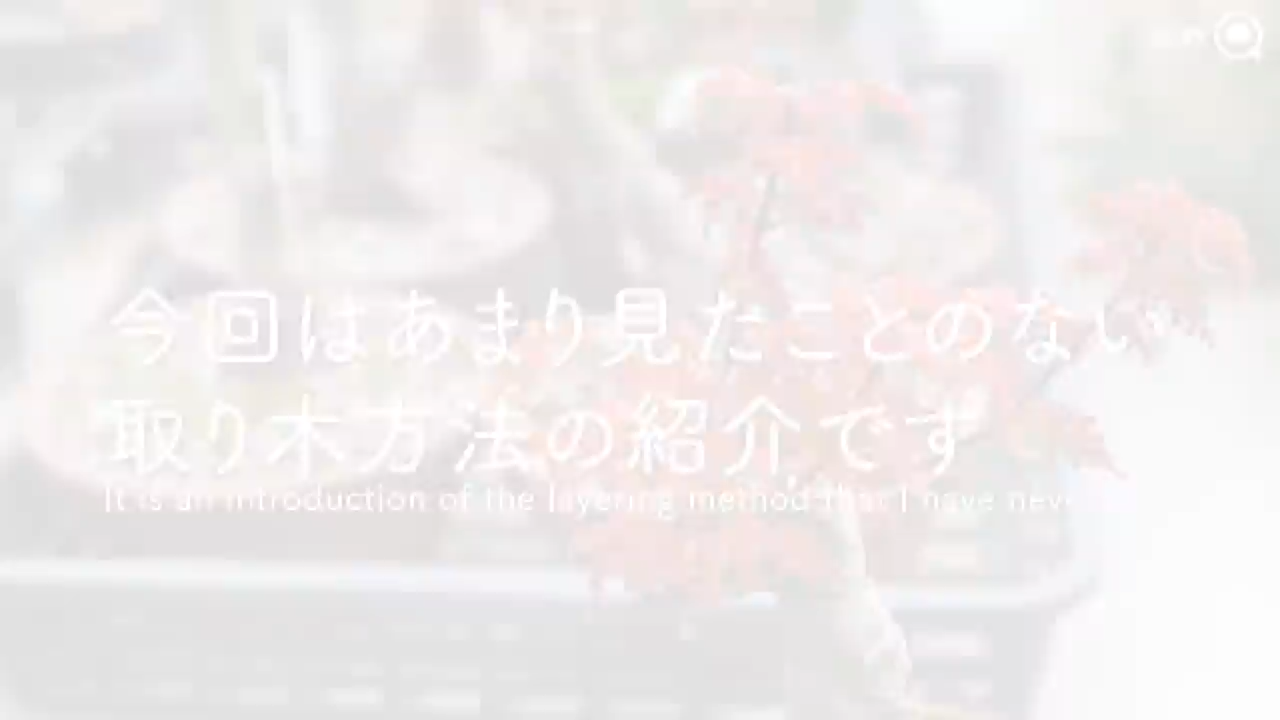 今回はあまり見たことのない
取り木方法の紹介です
It is an introduction of the layering method that I have